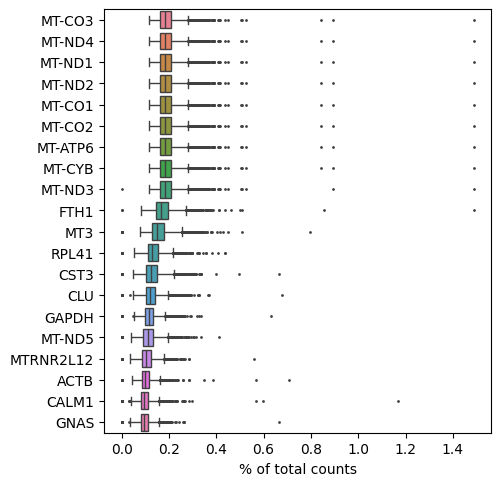 MT-CO3
MT-ND4
MT-ND1
MT-ND2
MT-CO1
MT-CO2
MT-ATP6
MT-CYB
MT-ND3
FTH1
MT3
RPL41
CST3
CLU
GAPDH
MT-ND5
MTRNR2L12
ACTB
CALM1
GNAS
0.0 0.2 0.4 0.6 0.8 1.0 1.2 1.4
% of total counts